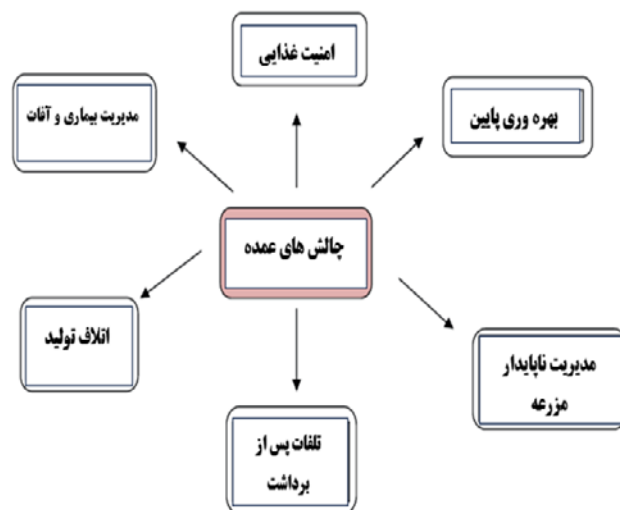 امنیت غذایی
بهره وری پایین
مدیریت بیماری و آفات
چالش های عمده
اتلاف تولید
مدیریت ناپایدار
مزرعه
تلفات پس از
برداشت